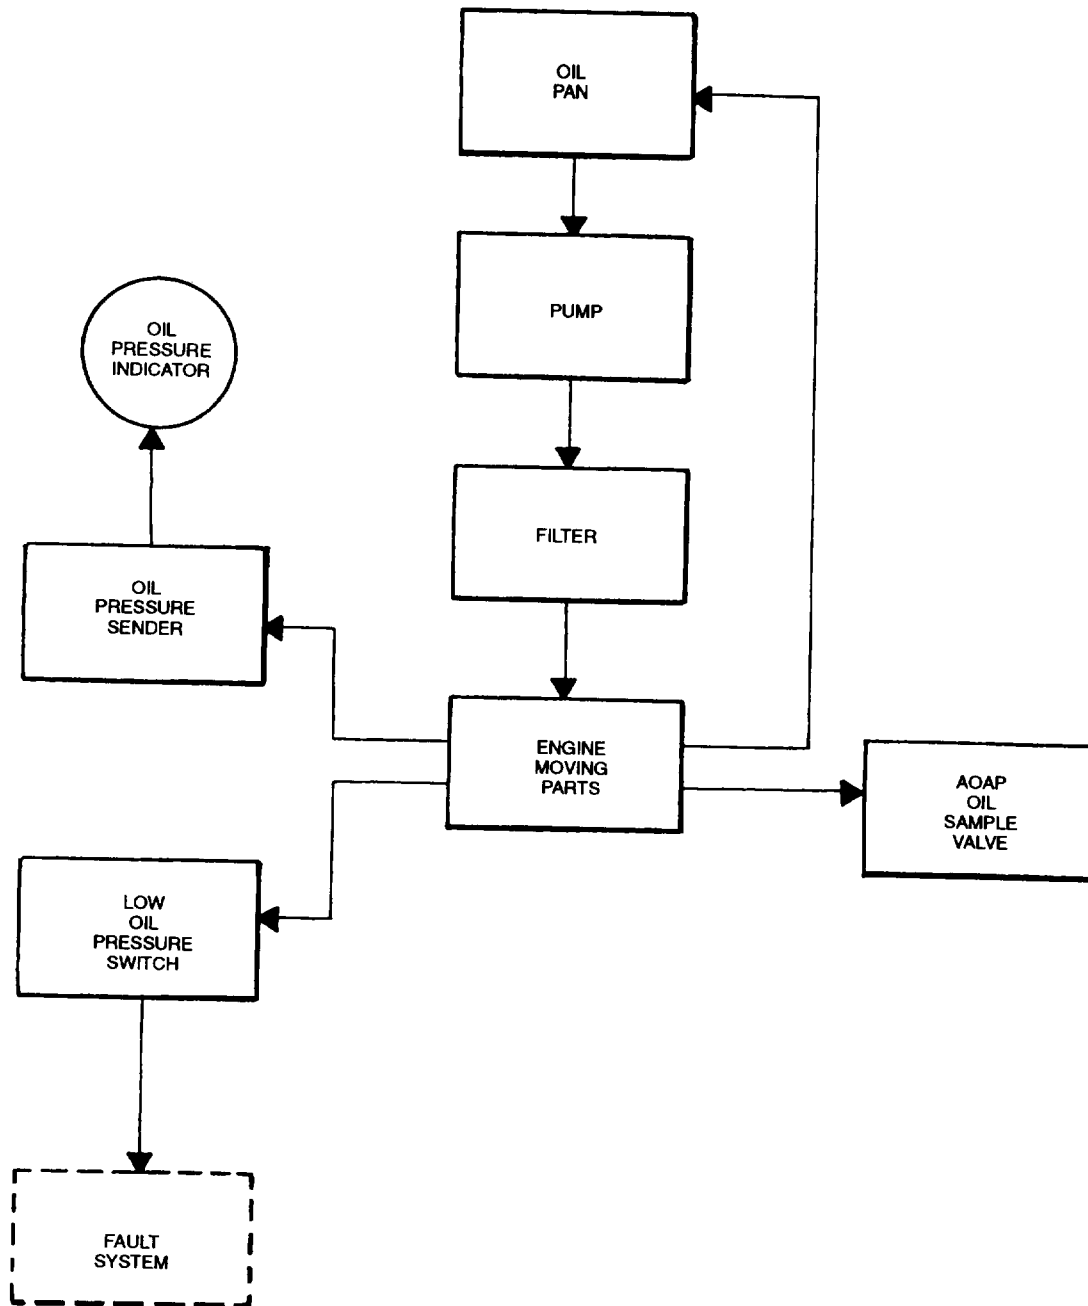 OIL
PAN
PUMP
OIL
PRESSURE
INDICATOR
FILTER
OIL
PRESSURE
SENDER
ENGINE
MOVING
PARTS
AOAP
OIL
SAMPLE
VALVE
LOW
OIL
PRESSURE
SWITCH
FAULT
SYSTEM